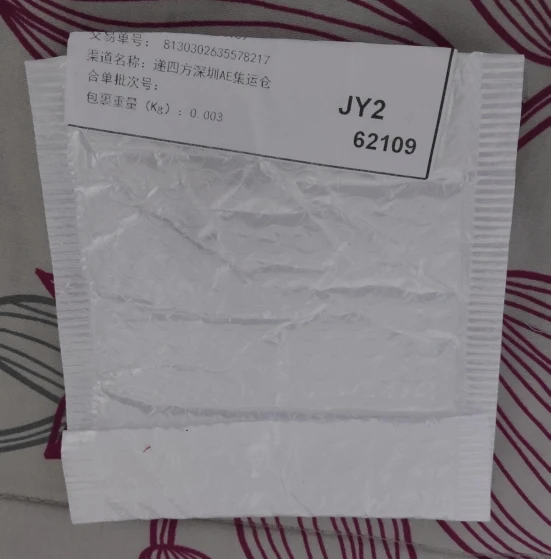 交易单号： 8130302635578217
渠道名称：递四方深圳AE集运仓
合单批次号：
包裹重量（Kg）：0.003
JY2
62109